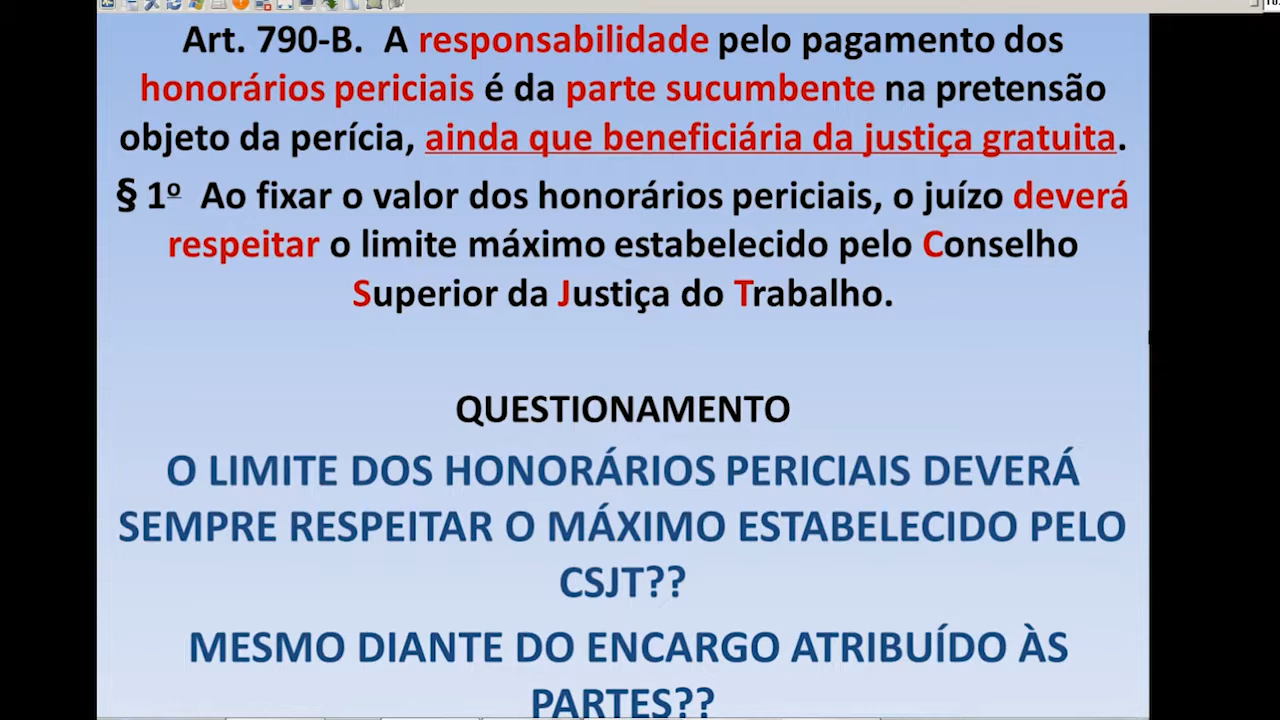 Art. 790-B. A responsabilidade pelo pagamento dos
honorários periciais é da parte sucumbente na pretensão
objeto da perícia, ainda que beneficiária da justiça gratuita.
§ 1º Ao fixar o valor dos honorários periciais, o juízo deverá
respeitar o limite máximo estabelecido pelo Conselho
Superior da Justiça do Trabalho.
QUESTIONAMENTO
O LIMITE DOS HONORÁRIOS PERICIAIS DEVERÁ
SEMPRE RESPEITAR O MÁXIMO ESTABELECIDO PELO
CSJT??
MESMO DIANTE DO ENCARGO ATRIBUÍDO ÀS
PARTES??